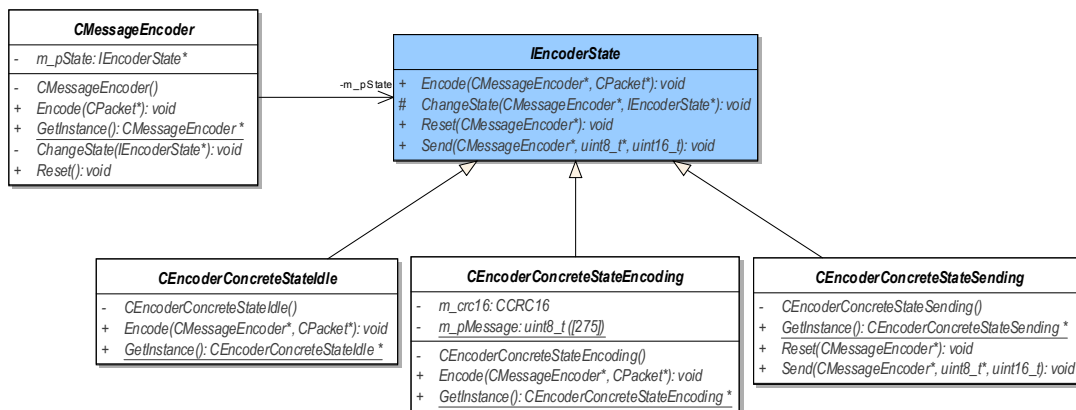 CMessageEncoder
- m_pState: IEncoderState*
- CMessageEncoder()
+ Encode(CPacket*): void
+ GetInstance(): CMessageEncoder *
- ChangeState(IEncoderState*): void
+ Reset(): void
-m_pState
IEncoderState
+ Encode(CMessageEncoder*, CPacket*): void
# ChangeState(CMessageEncoder*, IEncoderState*): void
+ Reset(CMessageEncoder*): void
+ Send(CMessageEncoder*, uint8_t*, uint16_t): void
CEncoderConcreteStateIdle
- CEncoderConcreteStateIdle()
+ Encode(CMessageEncoder*, CPacket*): void
+ GetInstance(): CEncoderConcreteStateIdle *
CEncoderConcreteStateEncoding
- m_crc16: CCRC16
- m_pMessage: uint8_t ([275])
- CEncoderConcreteStateEncoding()
+ Encode(CMessageEncoder*, CPacket*): void
+ GetInstance(): CEncoderConcreteStateEncoding *
CEncoderConcreteStateSending
- CEncoderConcreteStateSending()
+ GetInstance(): CEncoderConcreteStateSending *
+ Reset(CMessageEncoder*): void
+ Send(CMessageEncoder*, uint8_t*, uint16_t): void